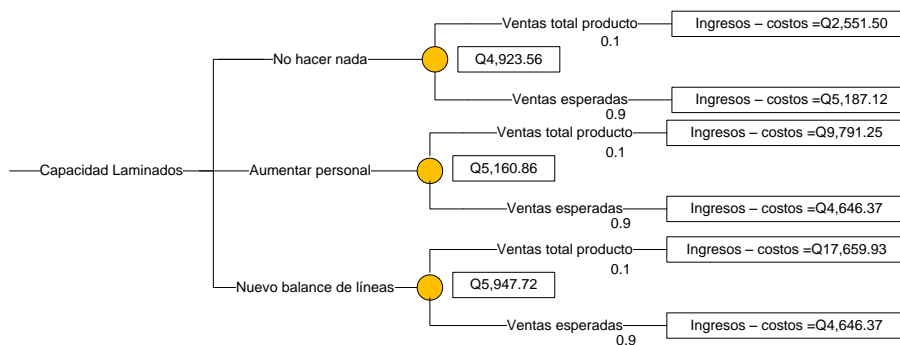 Ventas total producto
0.1
Ingresos – costos =Q2,551.50
No hacer nada
Q4,923.56
Ventas esperadas
0.9
Ingresos – costos =Q5,187.12
Ventas total producto
0.1
Ingresos – costos =Q9,791.25
Capacidad Laminados
Aumentar personal
Q5,160.86
Ventas esperadas
0.9
Ingresos – costos =Q4,646.37
Ventas total producto
0.1
Ingresos – costos =Q17,659.93
Nuevo balance de líneas
Q5,947.72
Ventas esperadas
0.9
Ingresos – costos =Q4,646.37